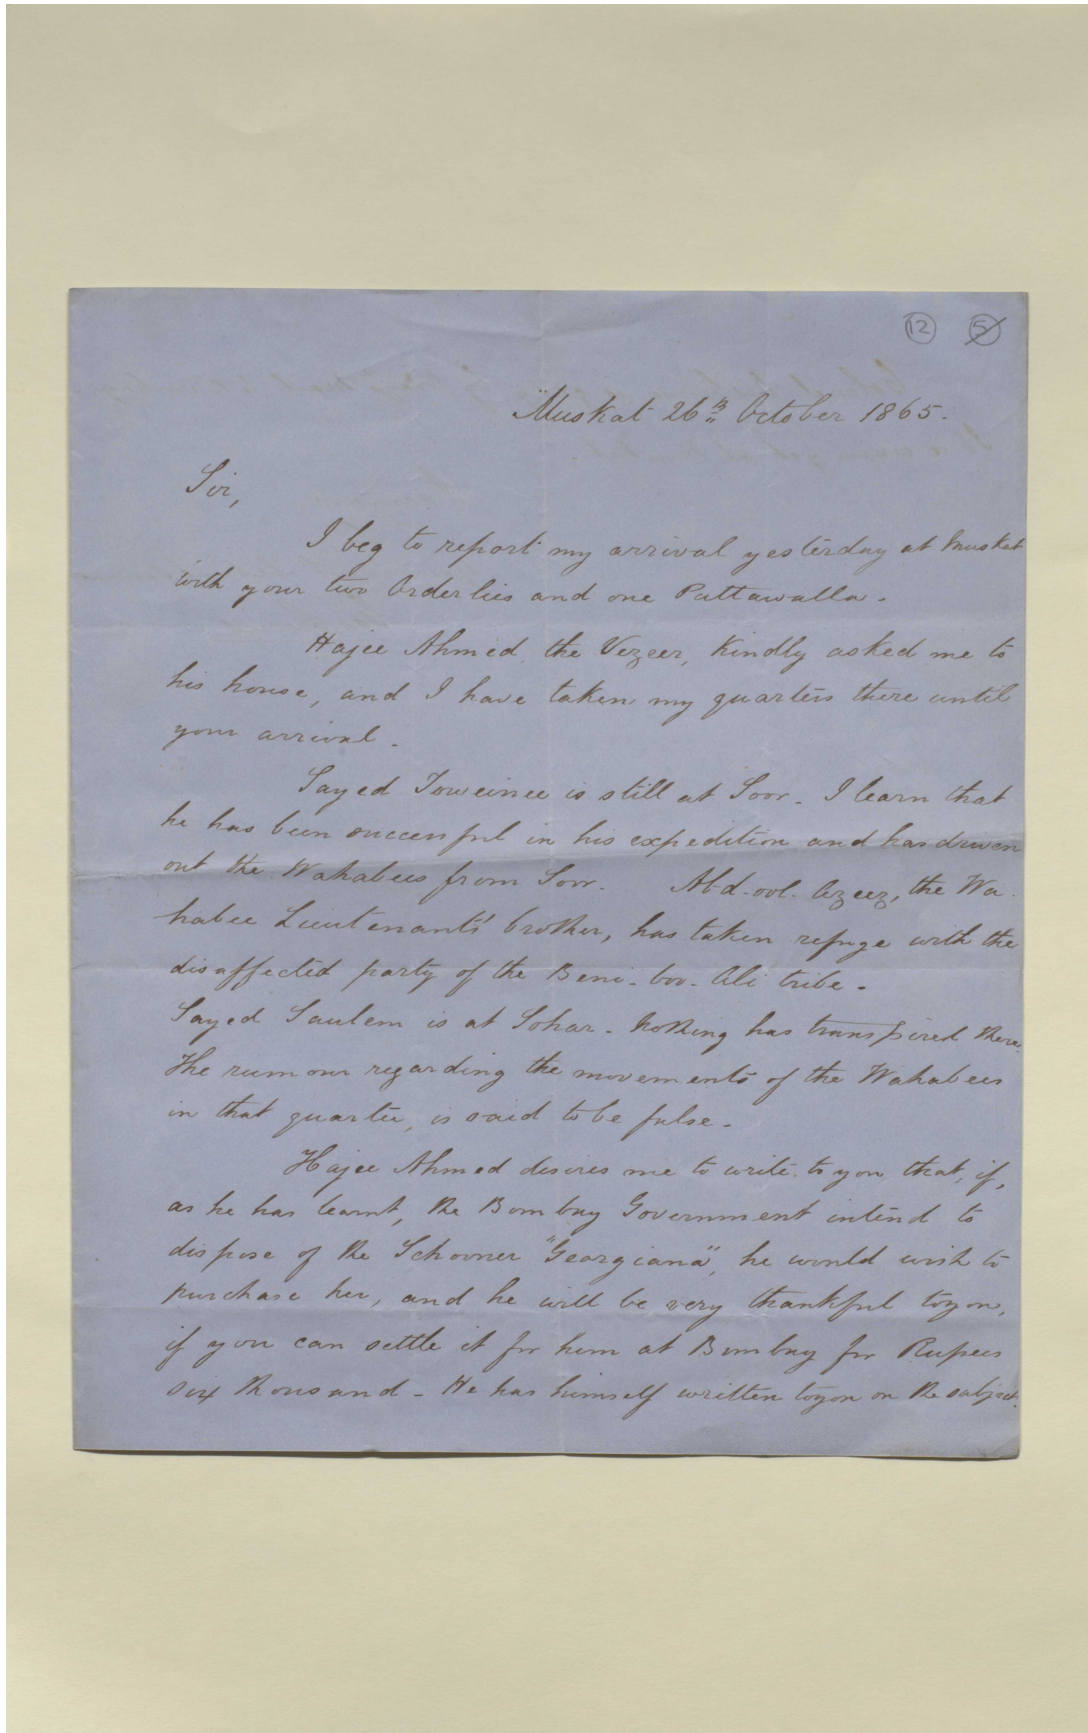 12 5
Muskat 26th October 1865.
Sir,
I beg to report my arrival yesterday at Muskat
with your two Orderlies and one Puttawalla.
Hajee Ahmed the Vezeer, kindly asked me to
his house, and I have taken my quarters there until
your arrival.
Sayed Toweinee is still at Soor. I learn that
he has been successful in his expedition and has driven
out the Wahabees from Soor. Abd-ool-Azeez, the Wa-
habee Lieutenants' brother, has taken refuge with the
disaffected party of the Beni-boo-Ali tribe.
Sayed Saulem is at Sohar. Nothing has transpired there.
The rumour regarding the movements of the Wahabees
in that quarter, is said to be false.
Hajee Ahmed desires me to write to you that, if,
as he has learnt, the Bombay Government intend to
dispose of the Schooner "Georgiana", he would wish to
purchase her, and he will be very thankful to you,
if you can settle it for him at Bombay for Rupees
six thousand - He has himself written to you on the subject.